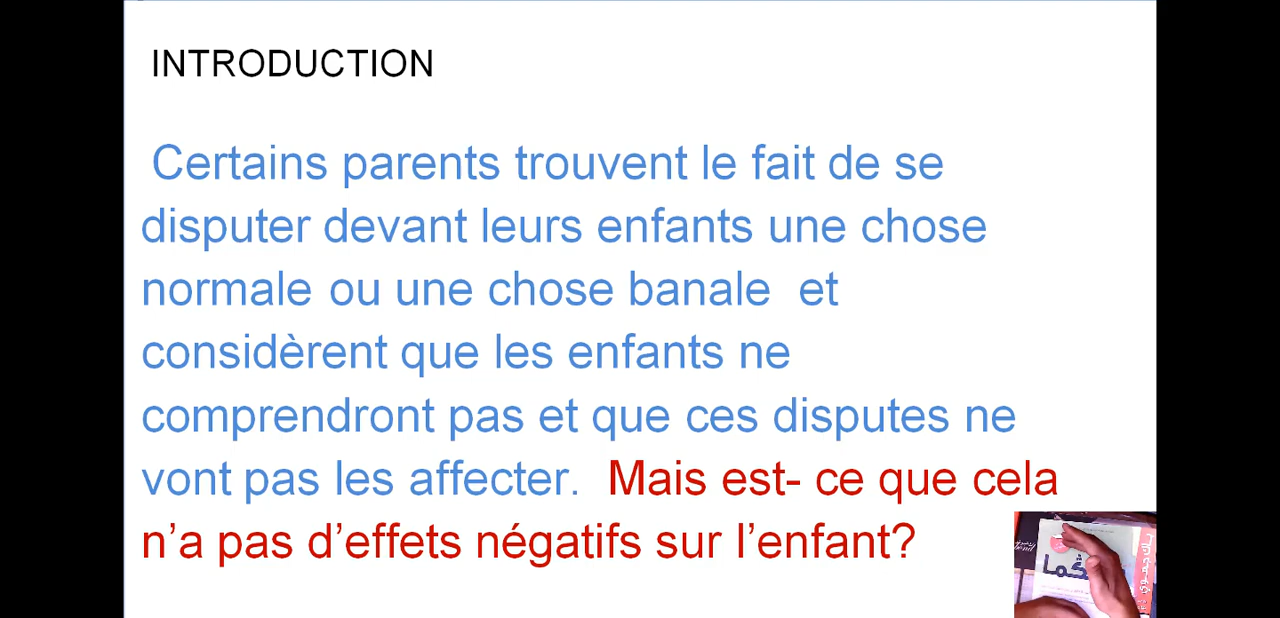 INTRODUCTION
Certains parents trouvent le fait de se
disputer devant leurs enfants une chose
normale ou une chose banale et
considèrent que les enfants ne
comprendront pas et que ces disputes ne
vont pas les affecter. Mais est- ce que cela
n’a pas d’effets négatifs sur l’enfant?